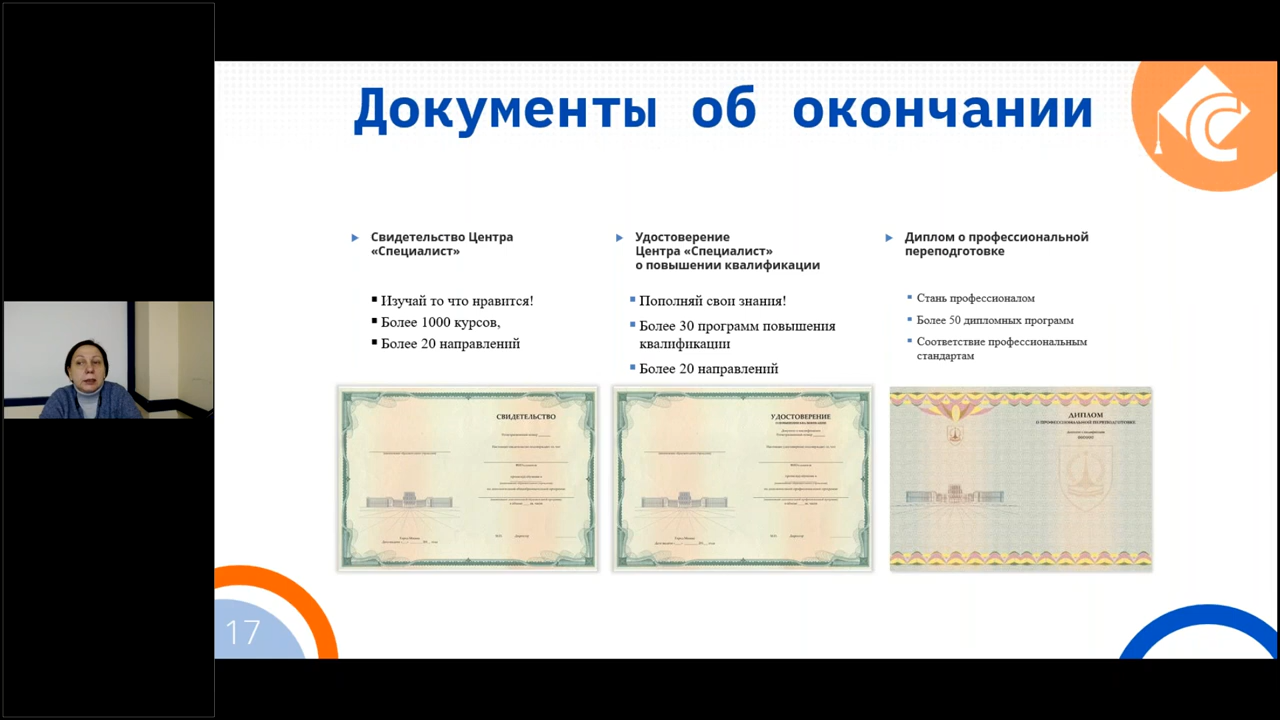 Документы об окончании
Свидетельство Центра
«Специалист»
Изучай то что нравится!
Более 1000 курсов,
Более 20 направлений
Удостоверение
Центра «Специалист»
о повышении квалификации
Пополняй свои знания!
Более 30 программ повышения
квалификации
Более 20 направлений
Диплом о профессиональной
переподготовке
Стань профессионалом
Более 50 дипломных программ
Соответствие профессиональным
стандартам
СВИДЕТЕЛЬСТВО
УДОСТОВЕРЕНИЕ
ДИПЛОМ
О ПРОФЕССИОНАЛЬНОЙ ПЕРЕПОДГОТОВКЕ
17